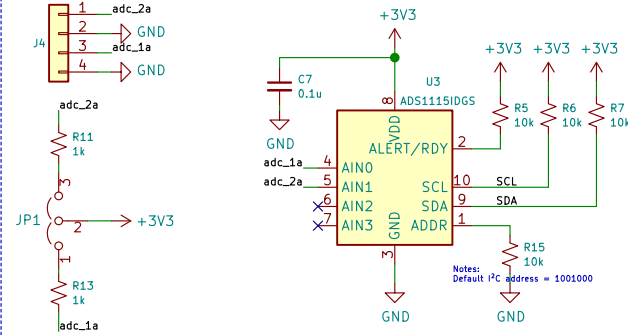 J4
1
adc_2a
2
GND
3
adc_1a
4
GND
adc_2a
R11
1k
3
JP1
2
+3V3
1
R13
1k
adc_1a
+3V3
C7
0.1u
GND
U3
ADS1115IDGS
8
VDD
ALERT/RDY
2
adc_1a
4
AIN0
adc_2a
5
AIN1
6
AIN2
7
AIN3
SCL
10
SCL
SDA
9
SDA
ADDR
1
GND
3
GND
+3V3
+3V3
+3V3
R5
10k
R6
10k
R7
10k
R15
10k
GND
Notes:
Default I²C address = 1001000